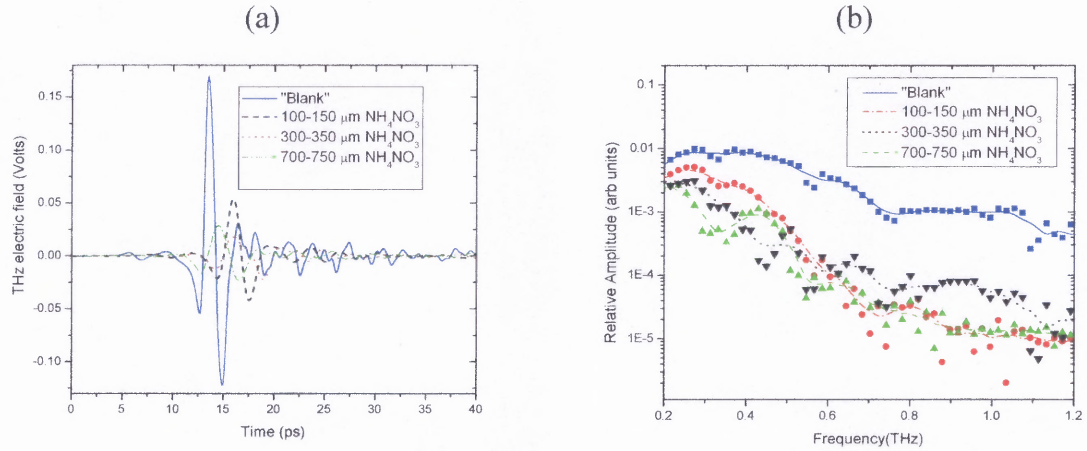 (a)
(b)
THz electric field (Volts)
0.15
0.10
0.05
0.00
-0.05
-0.10
0
5
10
15
20
25
30
35
40
Time (ps)
"Blank"
100-150 μm NH₄NO₃
300-350 μm NH₄NO₃
700-750 μm NH₄NO₃
Relative Amplitude (arb units)
0.1
0.01
1E-3
1E-4
1E-5
0.2
0.4
0.6
0.8
1.0
1.2
Frequency(THz)
"Blank"
100-150 μm NH₄NO₃
300-350 μm NH₄NO₃
700-750 μm NH₄NO₃